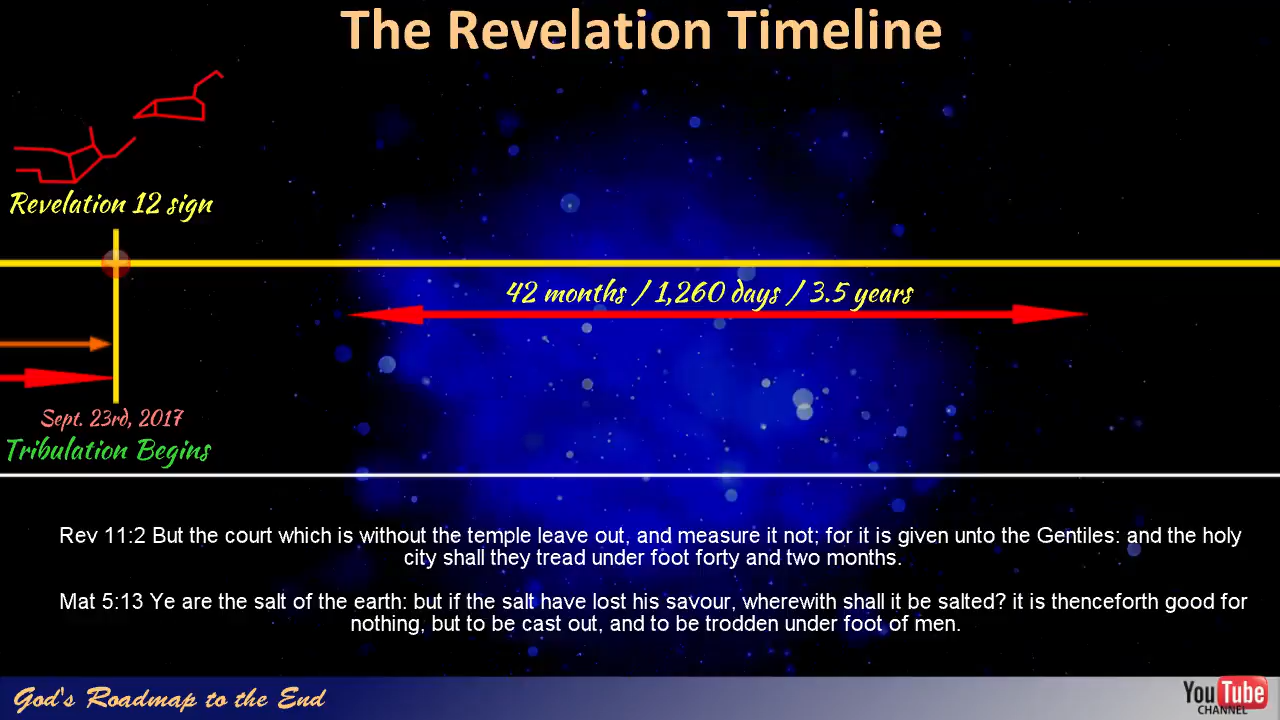 The Revelation Timeline
Revelation 12 sign
42 months / 1,260 days / 3.5 years
Sept. 23rd, 2017
Tribulation Begins
Rev 11:2 But the court which is without the temple leave out, and measure it not; for it is given unto the Gentiles: and the holy
city shall they tread under foot forty and two months.
Mat 5:13 Ye are the salt of the earth: but if the salt have lost his savour, wherewith shall it be salted? it is thenceforth good for
nothing, but to be cast out, and to be trodden under foot of men.
God's Roadmap to the End
YouTube
CHANNEL